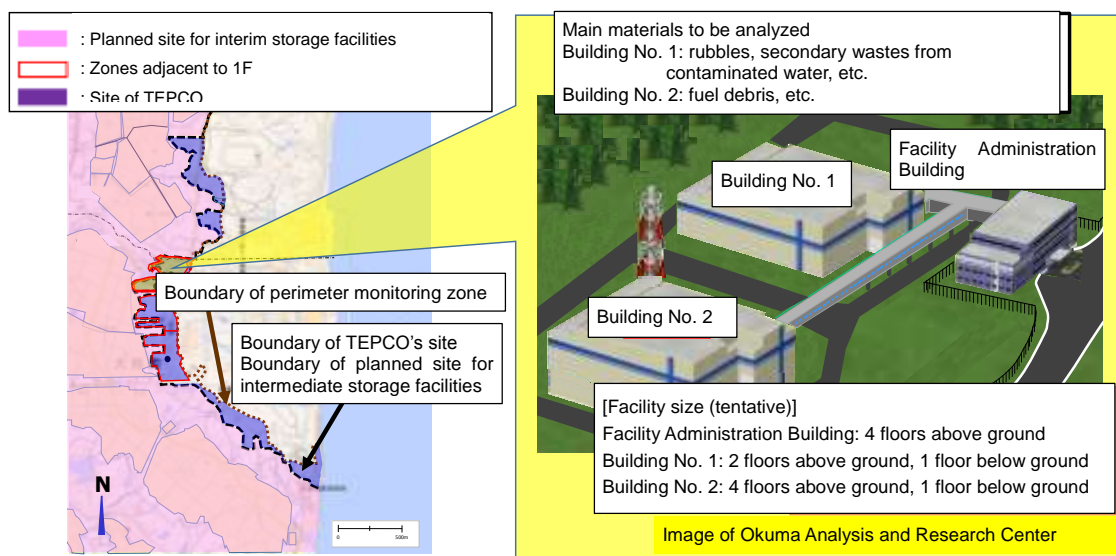 : Planned site for interim storage facilities
: Zones adjacent to 1F
: Site of TEPCO
Boundary of perimeter monitoring zone
Boundary of TEPCO's site
Boundary of planned site for
intermediate storage facilities
N
0
500m
Main materials to be analyzed
Building No. 1: rubbles, secondary wastes from
contaminated water, etc.
Building No. 2: fuel debris, etc.
Facility Administration
Building
Building No. 1
Building No. 2
[Facility size (tentative)]
Facility Administration Building: 4 floors above ground
Building No. 1: 2 floors above ground, 1 floor below ground
Building No. 2: 4 floors above ground, 1 floor below ground
Image of Okuma Analysis and Research Center